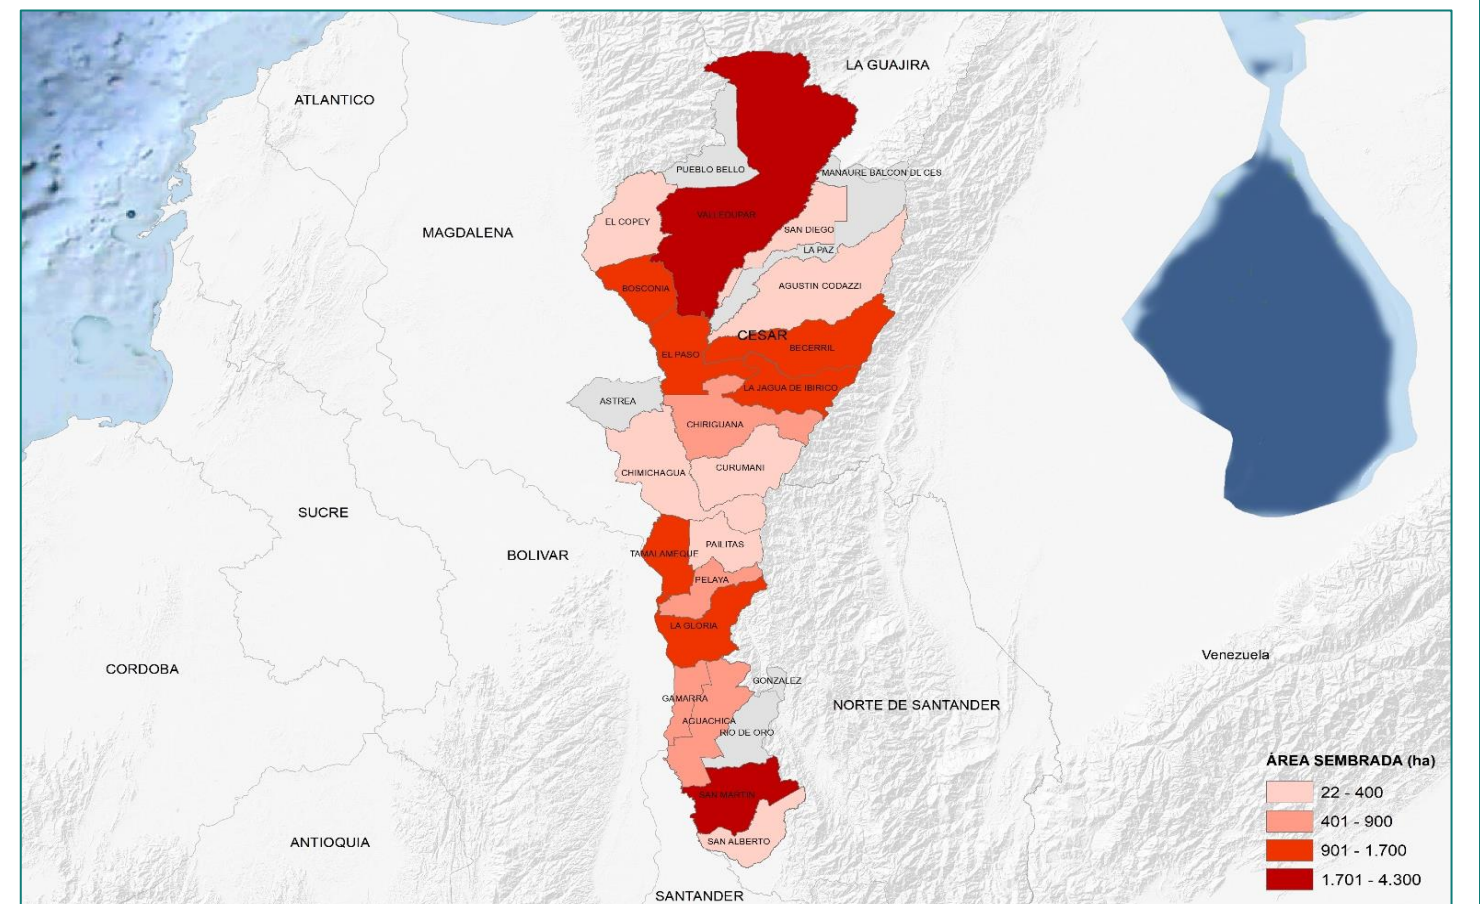 LA GUAJIRA
ATLANTICO
PUEBLO BELLO
MANAURE BALCON DE CES
VALLEDUPAR
EL COPEY
MAGDALENA
SAN DIEGO
LA PAZ
AGUSTIN CODAZZI
BOSCONIA
CESAR
BECERRIL
EL PASO
LA JAGUA DE IBIRICO
ASTREA
CHIRIGUANA
CURUMANI
CHIMICHAGUA
SUCRE
PAILITAS
TAMALAMEQUE
BOLIVAR
PELAYA
LA GLORIA
Venezuela
CORDOBA
GONZALEZ
GAMARRA
NORTE DE SANTANDER
AGUACHICA
RIO DE ORO
ÁREA SEMBRADA (ha)
22 - 400
SAN MARTIN
401 - 900
SAN ALBERTO
ANTIOQUIA
901 - 1.700
1.701 - 4.300
SANTANDER